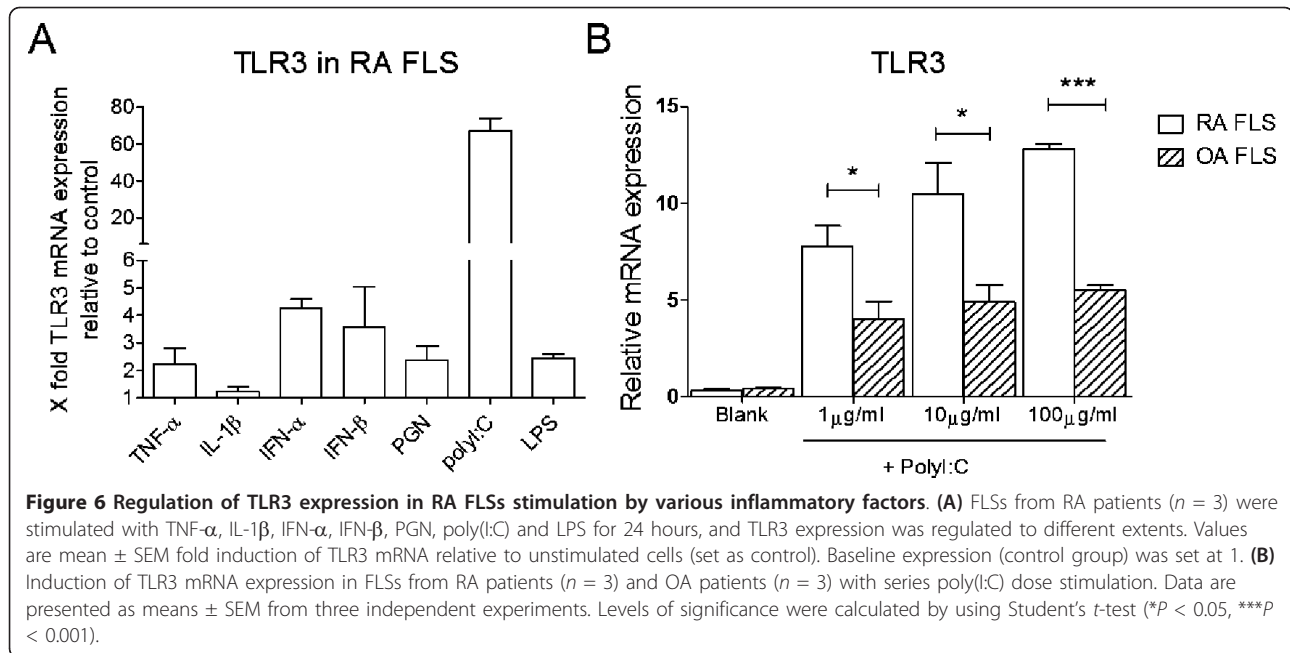 A
TLR3 in RA FLS
X fold TLR3 mRNA expression
relative to control
80
60
40
20
6
5
4
3
2
1
TNF-α
IL-1β
IFN-α
IFN-β
PGN
polyI:C
LPS
B
TLR3
Relative mRNA expression
15
10
5
0
*
*
***
RA FLS
OA FLS
Blank
1μg/ml
10μg/ml
100μg/ml
+ PolyI:C
Figure 6 Regulation of TLR3 expression in RA FLSs stimulation by various inflammatory factors. (A) FLSs from RA patients (n = 3) were
stimulated with TNF-α, IL-1β, IFN-α, IFN-β, PGN, poly(I:C) and LPS for 24 hours, and TLR3 expression was regulated to different extents. Values
are mean ± SEM fold induction of TLR3 mRNA relative to unstimulated cells (set as control). Baseline expression (control group) was set at 1. (B)
Induction of TLR3 mRNA expression in FLSs from RA patients (n = 3) and OA patients (n = 3) with series poly(I:C) dose stimulation. Data are
presented as means ± SEM from three independent experiments. Levels of significance were calculated by using Student's t-test (*P < 0.05, ***P
< 0.001).